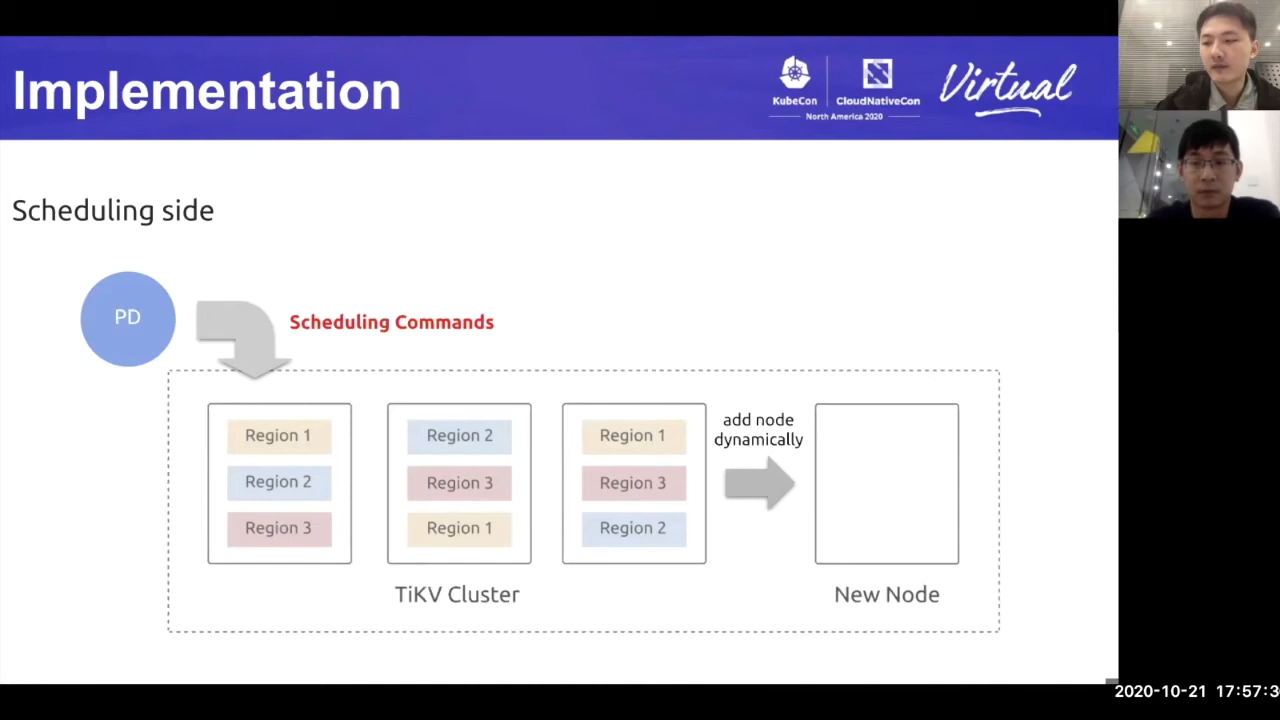 Implementation
KubeCon
CloudNativeCon
North America 2020
Virtual
Scheduling side
PD
Scheduling Commands
Region 1
Region 2
Region 3
Region 2
Region 3
Region 1
Region 1
Region 3
Region 2
add node
dynamically
TiKV Cluster
New Node
2020-10-21 17:57:3